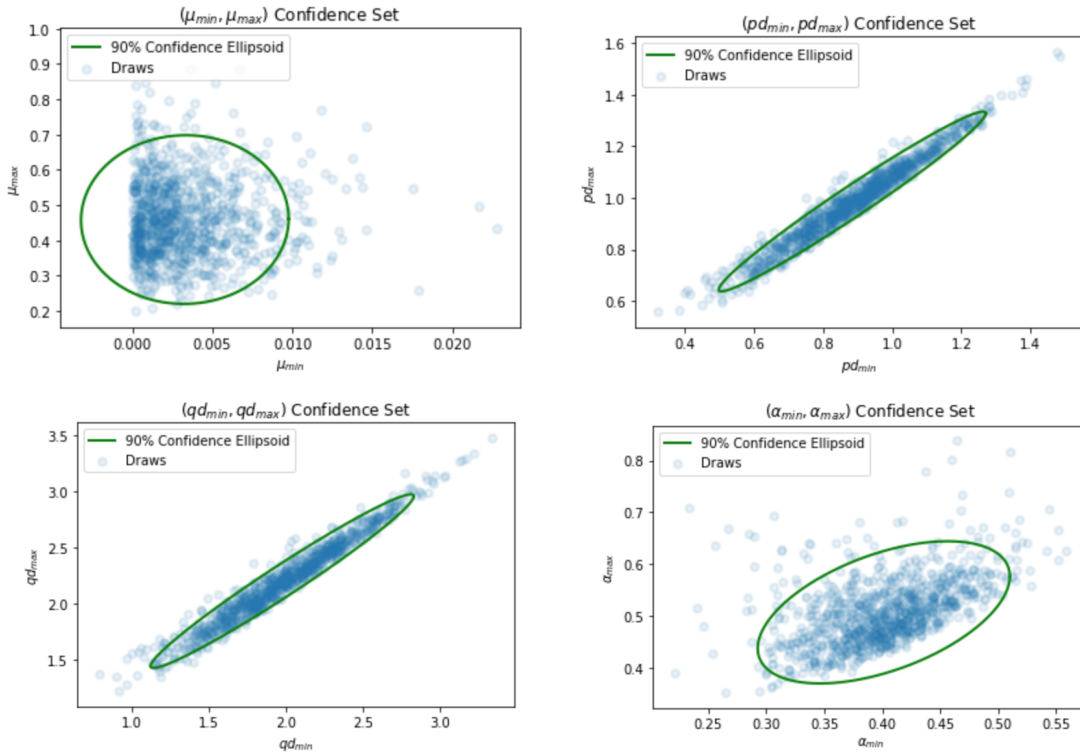 (μmin, μmax) Confidence Set
90% Confidence Ellipsoid
Draws
1.0
0.9
0.8
0.7
0.6
0.5
0.4
0.3
0.2
μmax
0.000 0.005 0.010 0.015 0.020
μmin
(pdmin, pdmax) Confidence Set
90% Confidence Ellipsoid
Draws
1.6
1.4
1.2
1.0
0.8
0.6
pdmax
0.4 0.6 0.8 1.0 1.2 1.4
pdmin
(qdmin, qdmax) Confidence Set
90% Confidence Ellipsoid
Draws
3.5
3.0
2.5
2.0
1.5
qdmax
1.0 1.5 2.0 2.5 3.0
qdmin
(αmin, αmax) Confidence Set
90% Confidence Ellipsoid
Draws
0.8
0.7
0.6
0.5
0.4
αmax
0.25 0.30 0.35 0.40 0.45 0.50 0.55
αmin